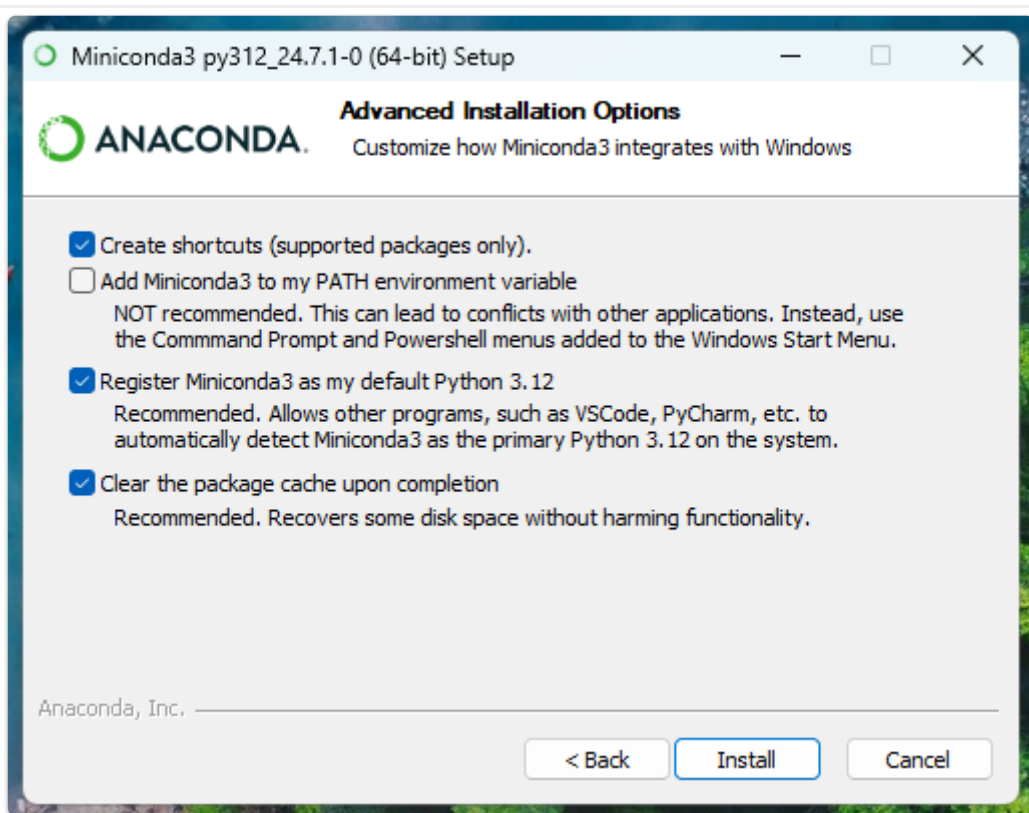 Miniconda3 py312_24.7.1-0 (64-bit) Setup
ANACONDA.
Advanced Installation Options
Customize how Miniconda3 integrates with Windows
Create shortcuts (supported packages only).
Add Miniconda3 to my PATH environment variable
NOT recommended. This can lead to conflicts with other applications. Instead, use
the Commmand Prompt and Powershell menus added to the Windows Start Menu.
Register Miniconda3 as my default Python 3.12
Recommended. Allows other programs, such as VSCode, PyCharm, etc. to
automatically detect Miniconda3 as the primary Python 3.12 on the system.
Clear the package cache upon completion
Recommended. Recovers some disk space without harming functionality.
Anaconda, Inc.
< Back
Install
Cancel